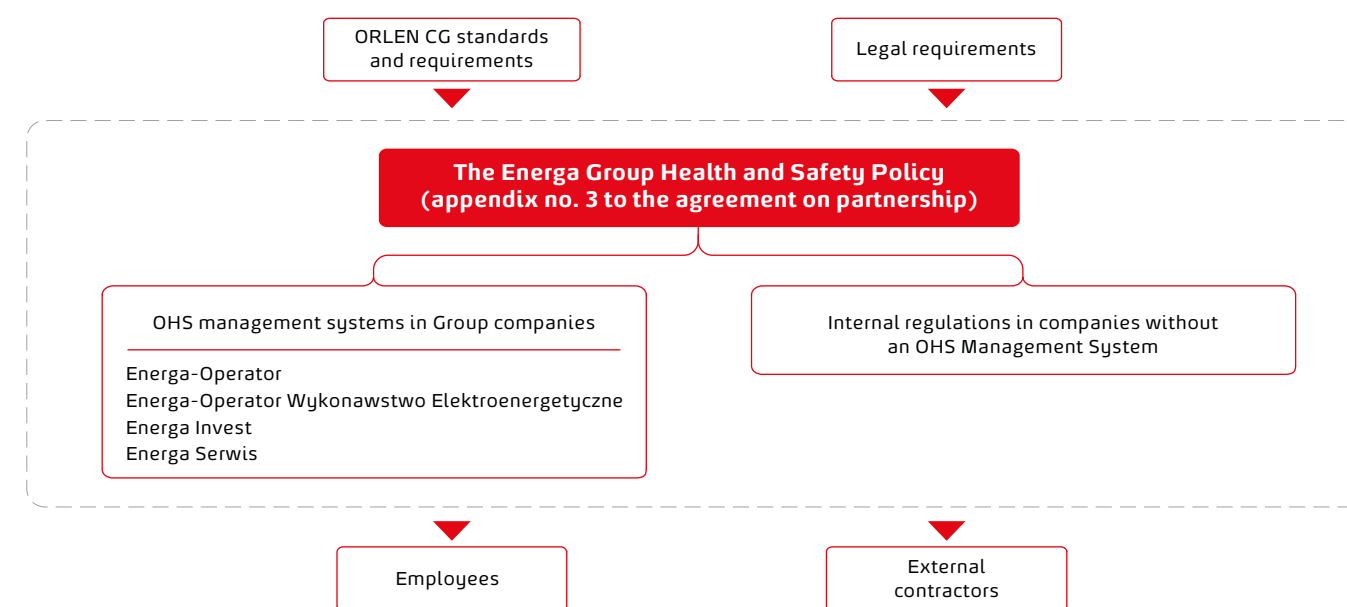 ORLEN CG standards
and requirements
Legal requirements
The Energa Group Health and Safety Policy
(appendix no. 3 to the agreement on partnership)
OHS management systems in Group companies
Energa-Operator
Energa-Operator Wykonawstwo Elektroenergetyczne
Energa Invest
Energa Serwis
Internal regulations in companies without
an OHS Management System
Employees
External
contractors